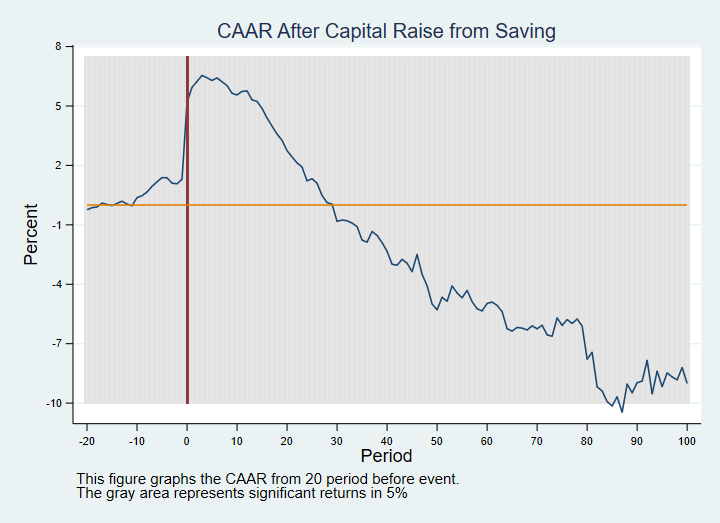 CAAR After Capital Raise from Saving
8
5
2
-1
-4
-7
-10
Percent
-20 -10 0 10 20 30 40 50 60 70 80 90 100
Period
This figure graphs the CAAR from 20 period before event.
The gray area represents significant returns in 5%